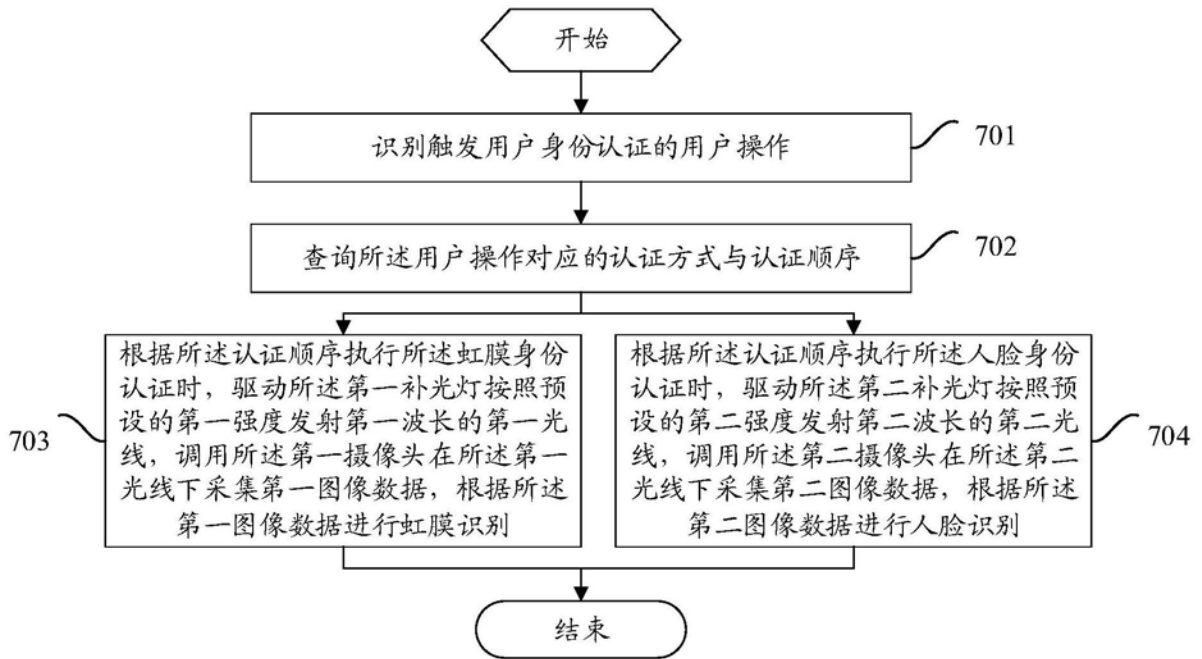 开始
识别触发用户身份认证的用户操作
701
查询所述用户操作对应的认证方式与认证顺序
702
根据所述认证顺序执行所述虹膜身份
认证时，驱动所述第一补光灯按照预
设的第一强度发射第一波长的第一光
线，调用所述第一摄像头在所述第一
光线下采集第一图像数据，根据所述
第一图像数据进行虹膜识别
703
根据所述认证顺序执行所述人脸身份
认证时，驱动所述第二补光灯按照预
设的第二强度发射第二波长的第二光
线，调用所述第二摄像头在所述第二
光线下采集第二图像数据，根据所述
第二图像数据进行人脸识别
704
结束